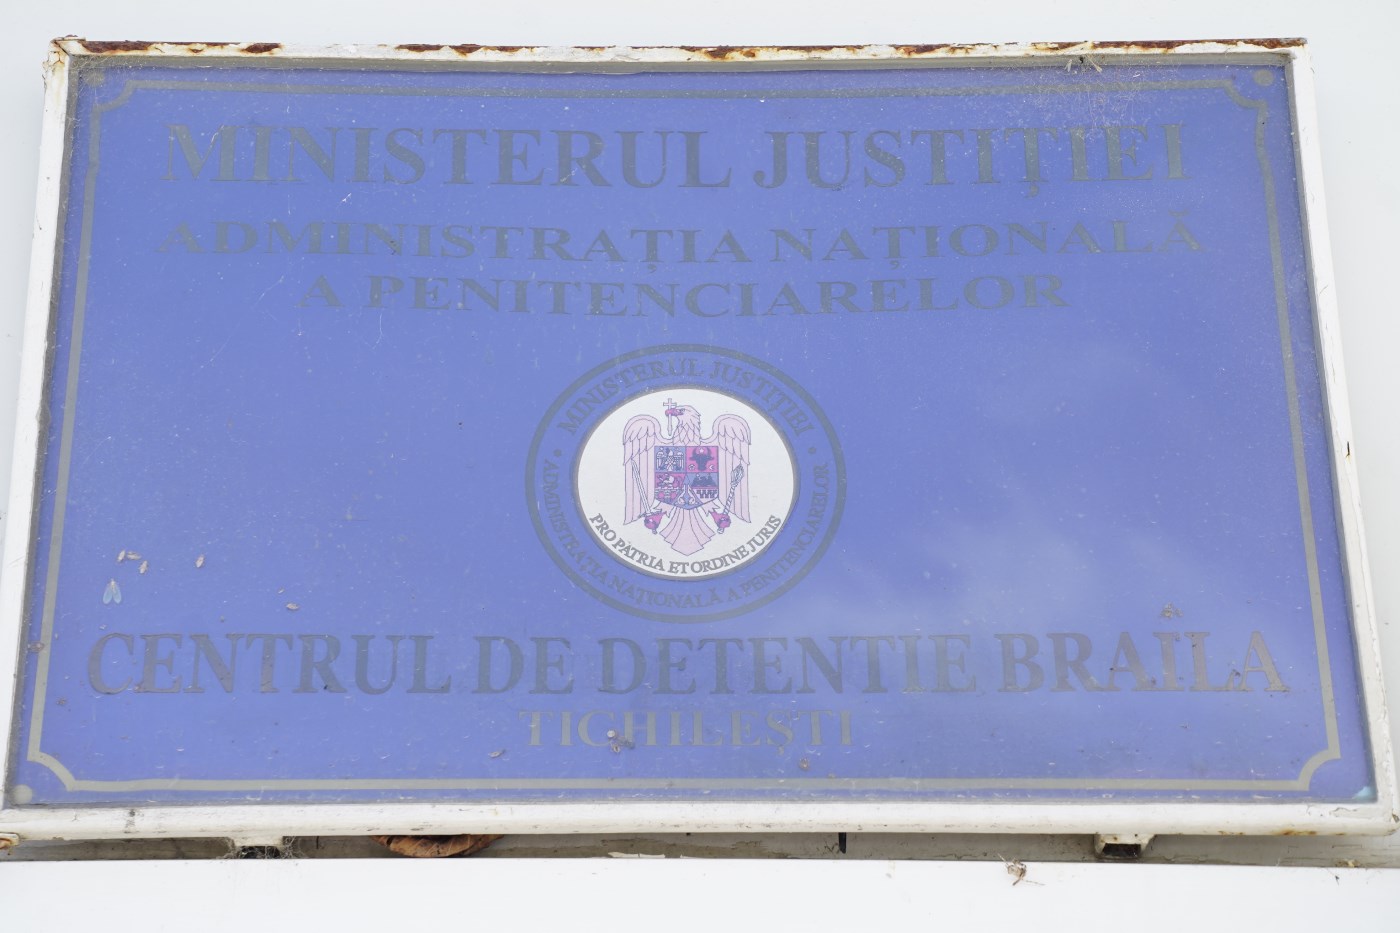 MINISTERUL JUSTIȚIEI
ADMINISTRAȚIA NAȚIONALĂ
A PENITENCIARELOR
MINISTERUL JUSTIȚIEI
PRO PATRIA ET ORDINE JURIS
ADMINISTRAȚIA NAȚIONALĂ A PENITENCIARELOR
CENTRUL DE DETENTIE BRAÎLA
TICHILEȘTI